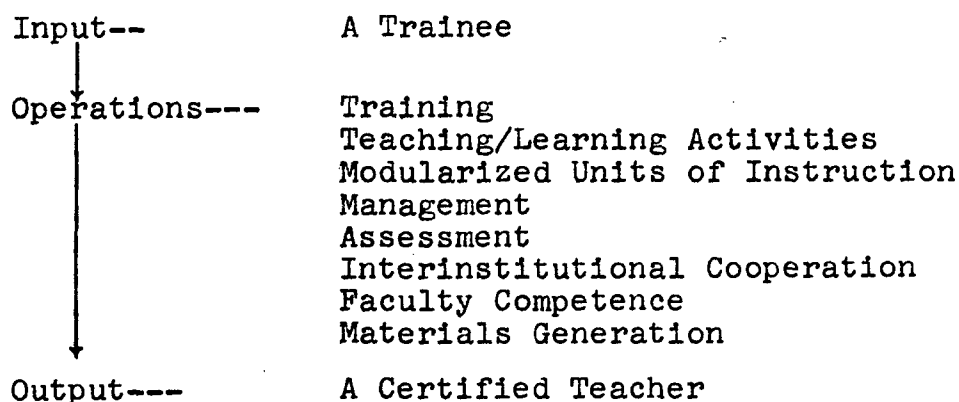 Input-- A Trainee
Operations--- Training
Teaching/Learning Activities
Modularized Units of Instruction
Management
Assessment
Interinstitutional Cooperation
Faculty Competence
Materials Generation
Output--- A Certified Teacher